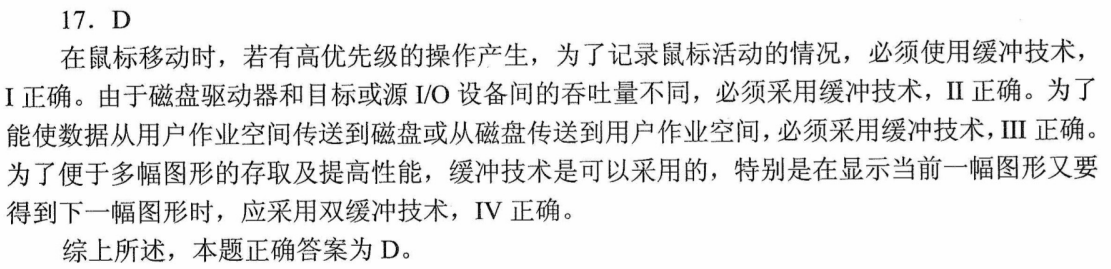 17．D
在鼠标移动时，若有高优先级的操作产生，为了记录鼠标活动的情况，必须使用缓冲技术，
I 正确。由于磁盘驱动器和目标或源 I/O 设备间的吞吐量不同，必须采用缓冲技术，II 正确。为了
能使数据从用户作业空间传送到磁盘或从磁盘传送到用户作业空间，必须采用缓冲技术，III 正确。
为了便于多幅图形的存取及提高性能，缓冲技术是可以采用的，特别是在显示当前一幅图形又要
得到下一幅图形时，应采用双缓冲技术，IV 正确。
综上所述，本题正确答案为 D。